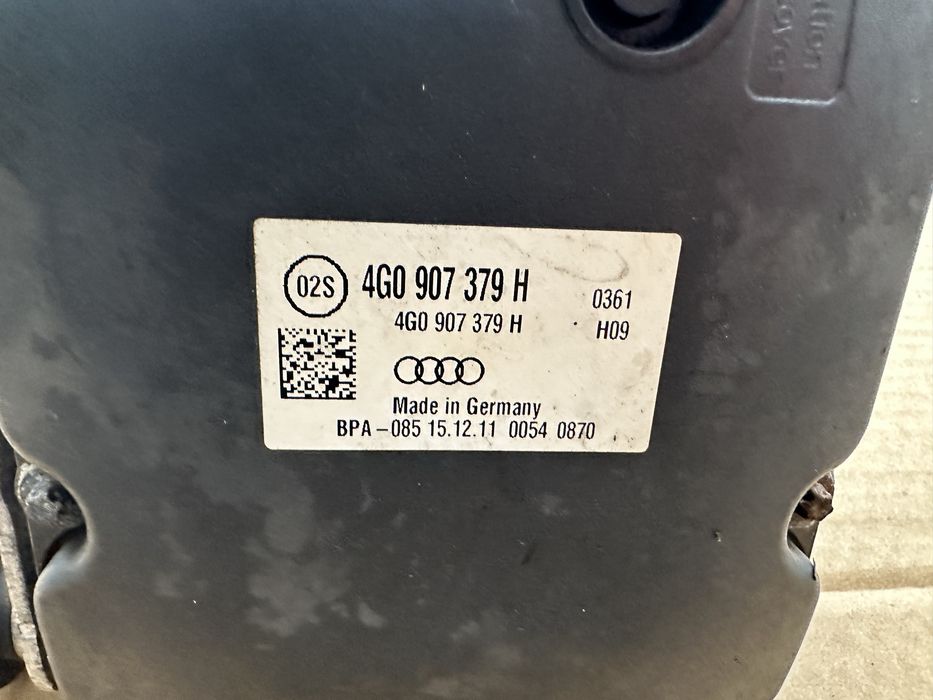 02S 4G0 907 379 H 0361
4G0 907 379 H H09
Made in Germany
BPA-085 15.12.11 0054 0870